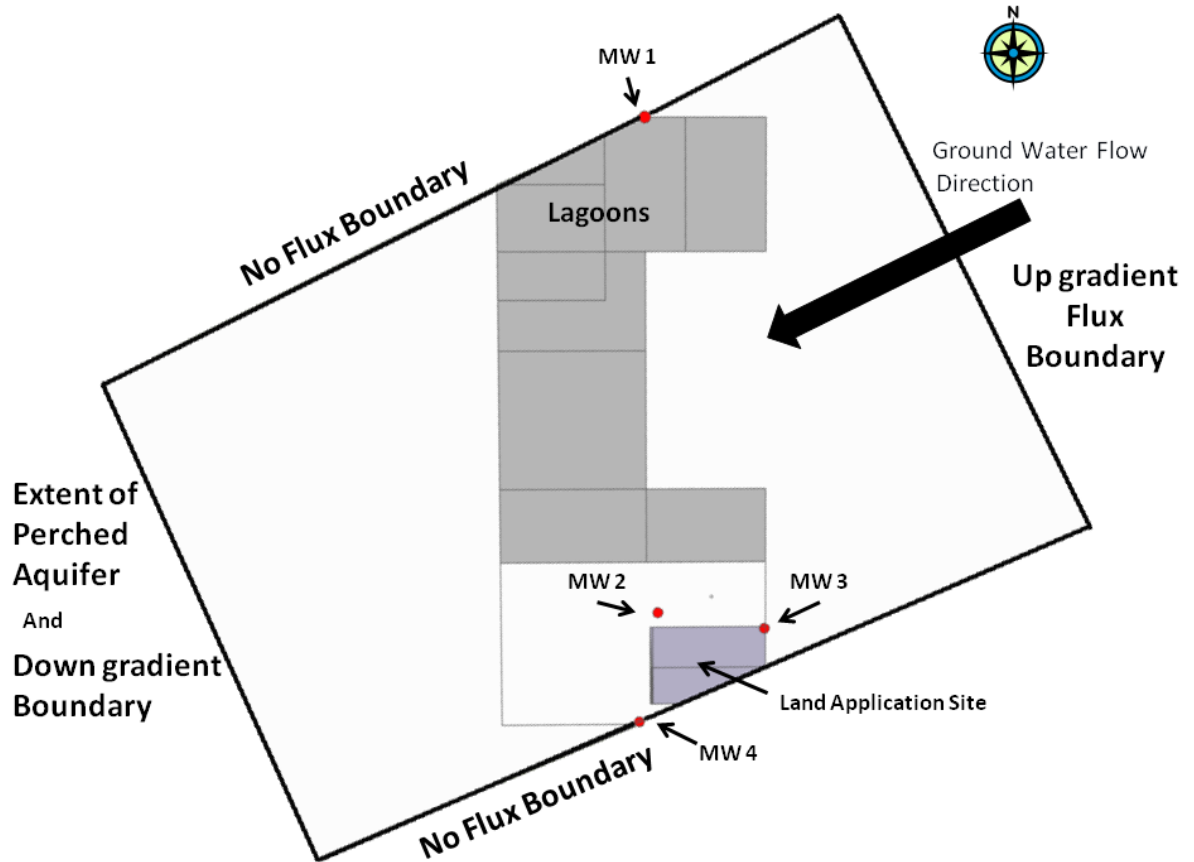 N
MW 1
No Flux Boundary
Lagoons
Ground Water Flow
Direction
Up gradient
Flux
Boundary
Extent of
Perched
Aquifer
And
Down gradient
Boundary
MW 2
MW 3
Land Application Site
MW 4
No Flux Boundary